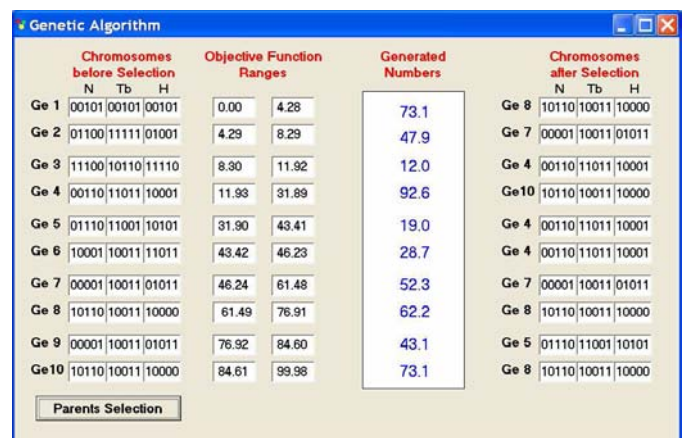 Genetic Algorithm
Chromosomes Objective Function Generated Chromosomes
before Selection Ranges Numbers after Selection
N Tb H N Tb H
Ge 1 00101 00101 00101 0.00 4.28 73.1 Ge 8 10110 10011 10000
Ge 2 01100 11111 01001 4.29 8.29 47.9 Ge 7 00001 10011 01011
Ge 3 11100 10110 11110 8.30 11.92 12.0 Ge 4 00110 11011 10001
Ge 4 00110 11011 10001 11.93 31.89 92.6 Ge10 10110 10011 10000
Ge 5 01110 11001 10101 31.90 43.41 19.0 Ge 4 00110 11011 10001
Ge 6 10001 10011 11011 43.42 46.23 28.7 Ge 4 00110 11011 10001
Ge 7 00001 10011 01011 46.24 61.48 52.3 Ge 7 00001 10011 01011
Ge 8 10110 10011 10000 61.49 76.91 62.2 Ge 8 10110 10011 10000
Ge 9 00001 10011 01011 76.92 84.60 43.1 Ge 5 01110 11001 10101
Ge10 10110 10011 10000 84.61 99.98 73.1 Ge 8 10110 10011 10000
Parents Selection